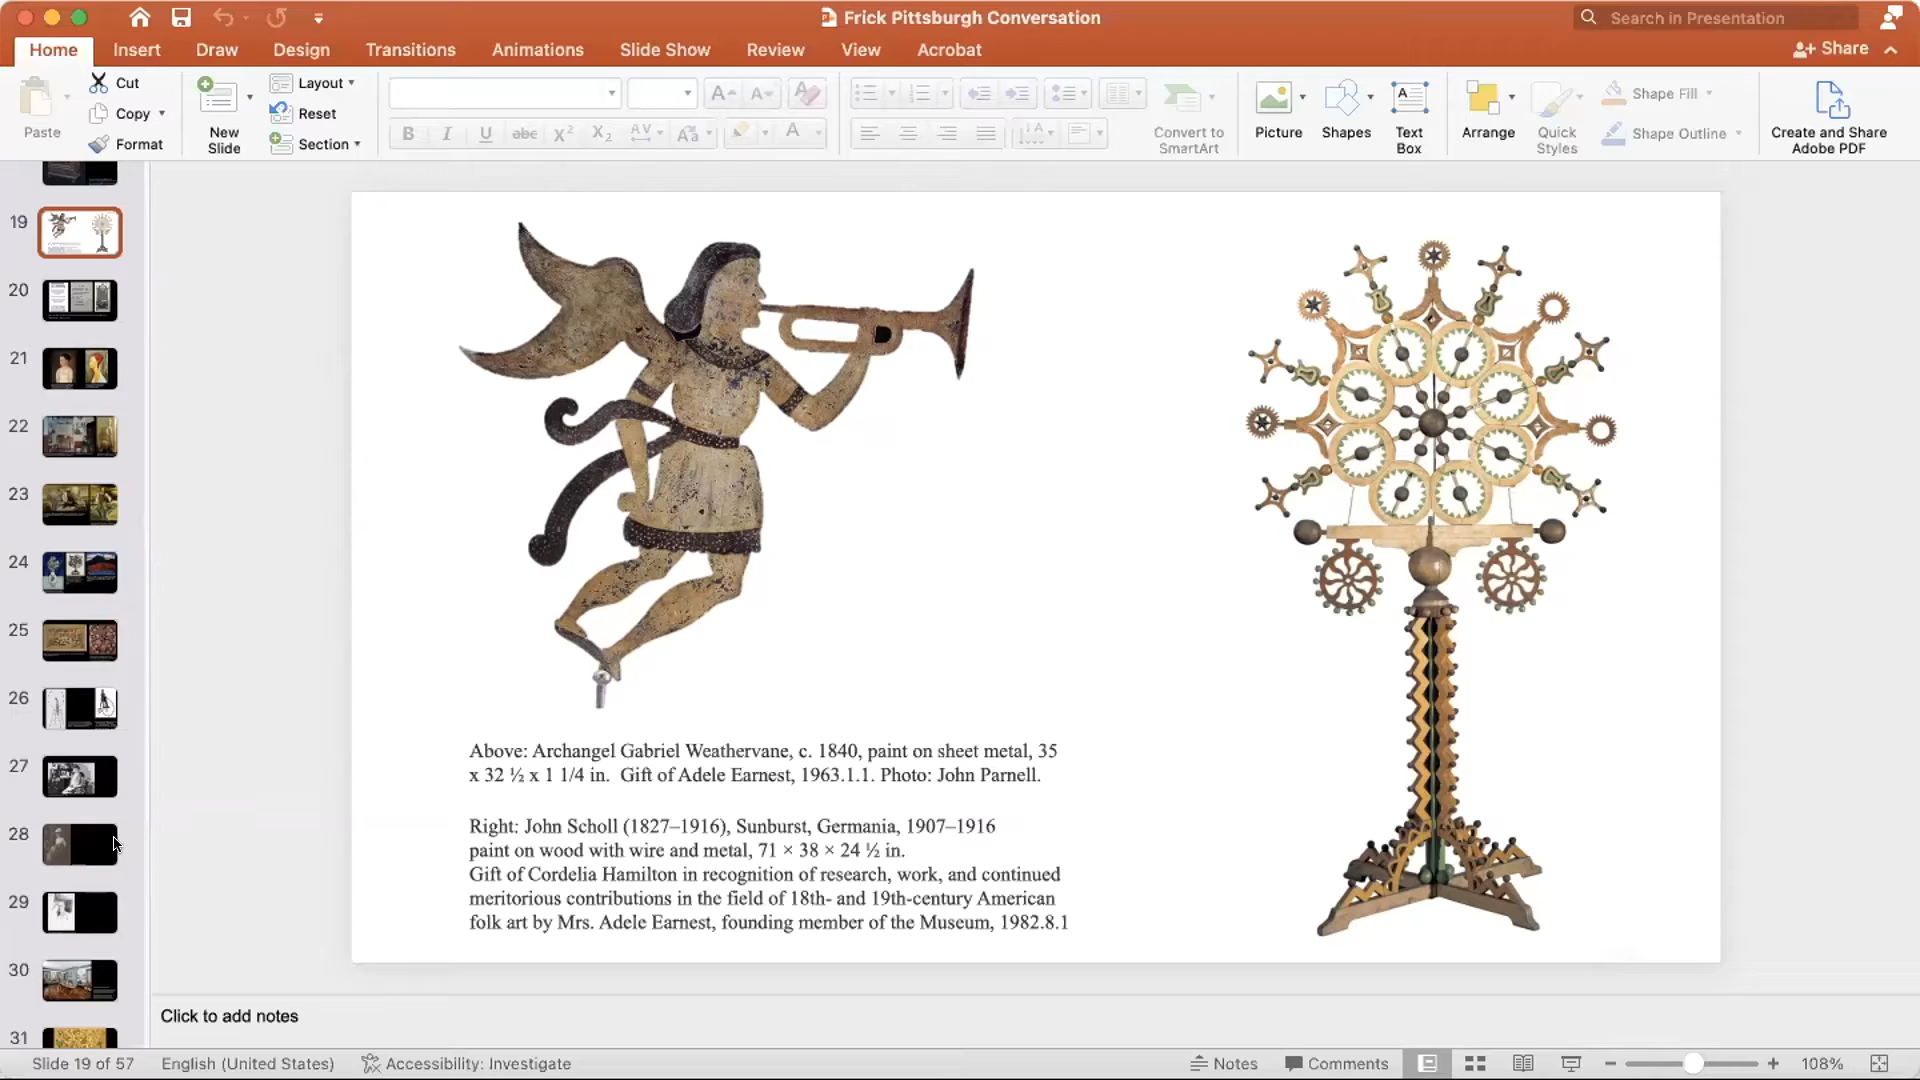 Frick Pittsburgh Conversation
Search in Presentation
Home Insert Draw Design Transitions Animations Slide Show Review View Acrobat
Share
Paste
Cut
Copy
Format
New Slide
Layout
Reset
Section
B I U abc X² X₂ AV Aa A
Convert to SmartArt
Picture
Shapes
Text Box
Arrange
Quick Styles
Shape Fill
Shape Outline
Create and Share Adobe PDF
19
20
21
22
23
24
25
26
27
28
29
30
31
Above: Archangel Gabriel Weathervane, c. 1840, paint on sheet metal, 35
x 32 ½ x 1 1/4 in. Gift of Adele Earnest, 1963.1.1. Photo: John Parnell.
Right: John Scholl (1827–1916), Sunburst, Germania, 1907–1916
paint on wood with wire and metal, 71 × 38 × 24 ½ in.
Gift of Cordelia Hamilton in recognition of research, work, and continued
meritorious contributions in the field of 18th- and 19th-century American
folk art by Mrs. Adele Earnest, founding member of the Museum, 1982.8.1
Click to add notes
Slide 19 of 57 English (United States) Accessibility: Investigate Notes Comments 108%